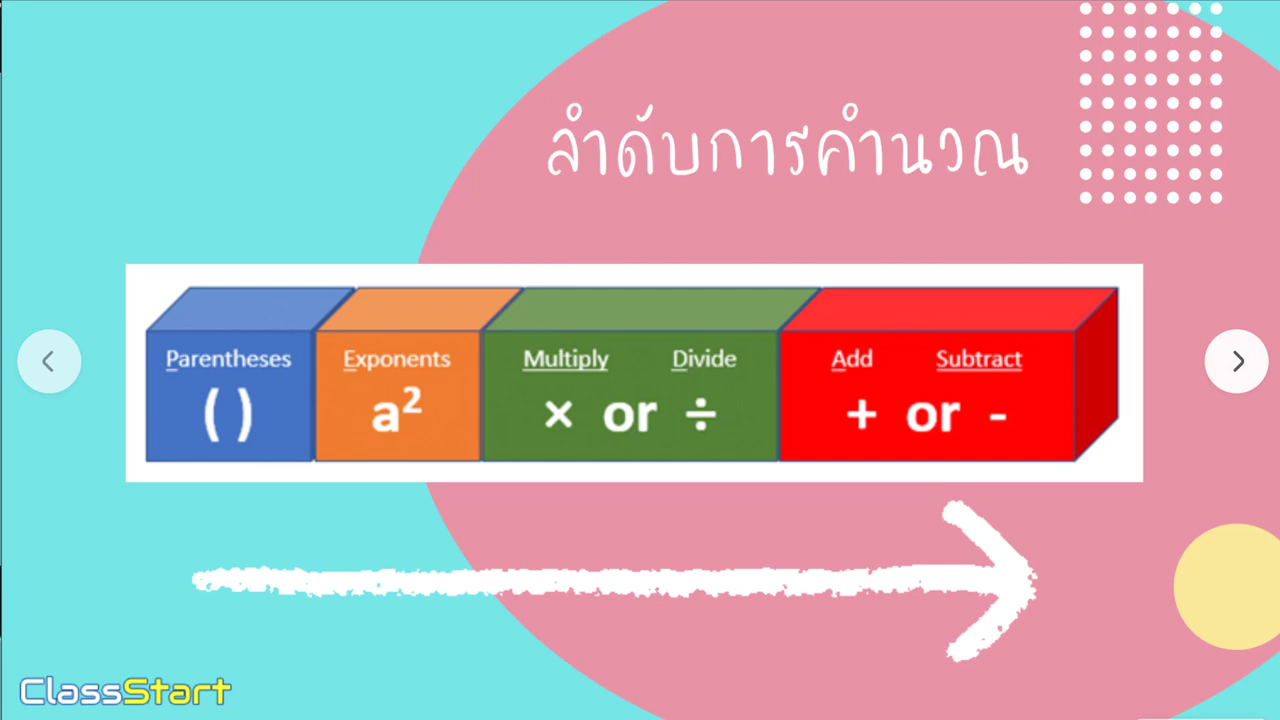 ลำดับการคำนวณ
Parentheses Exponents Multiply Divide Add Subtract
( ) a² × or ÷ + or -
ClassStart